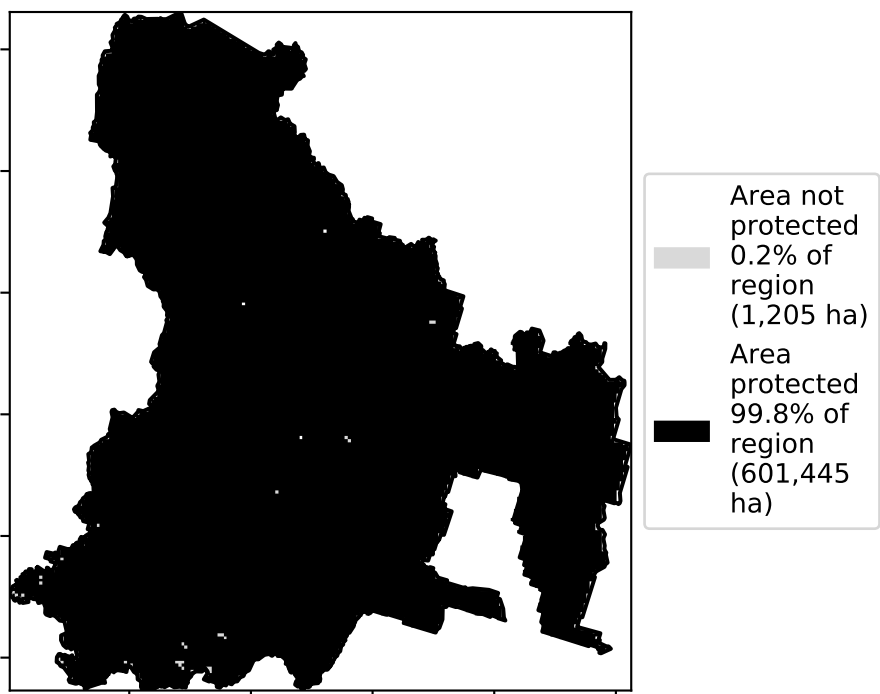 Area not
protected
0.2% of
region
(1,205 ha)
Area
protected
99.8% of
region
(601,445
ha)